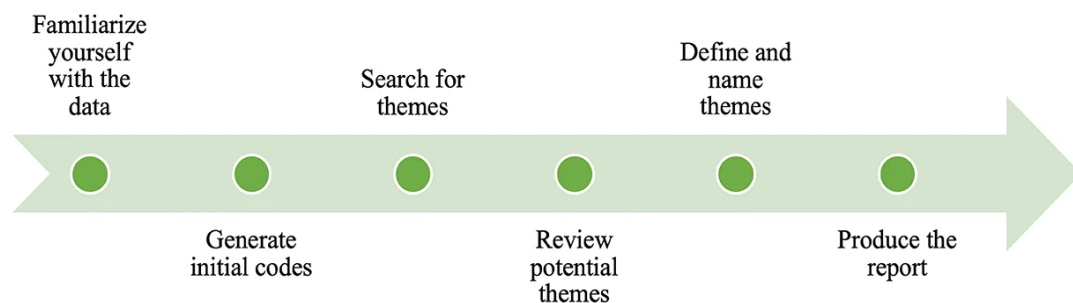 Familiarize
yourself
with the
data
Generate
initial codes
Search for
themes
Review
potential
themes
Define and
name
themes
Produce the
report